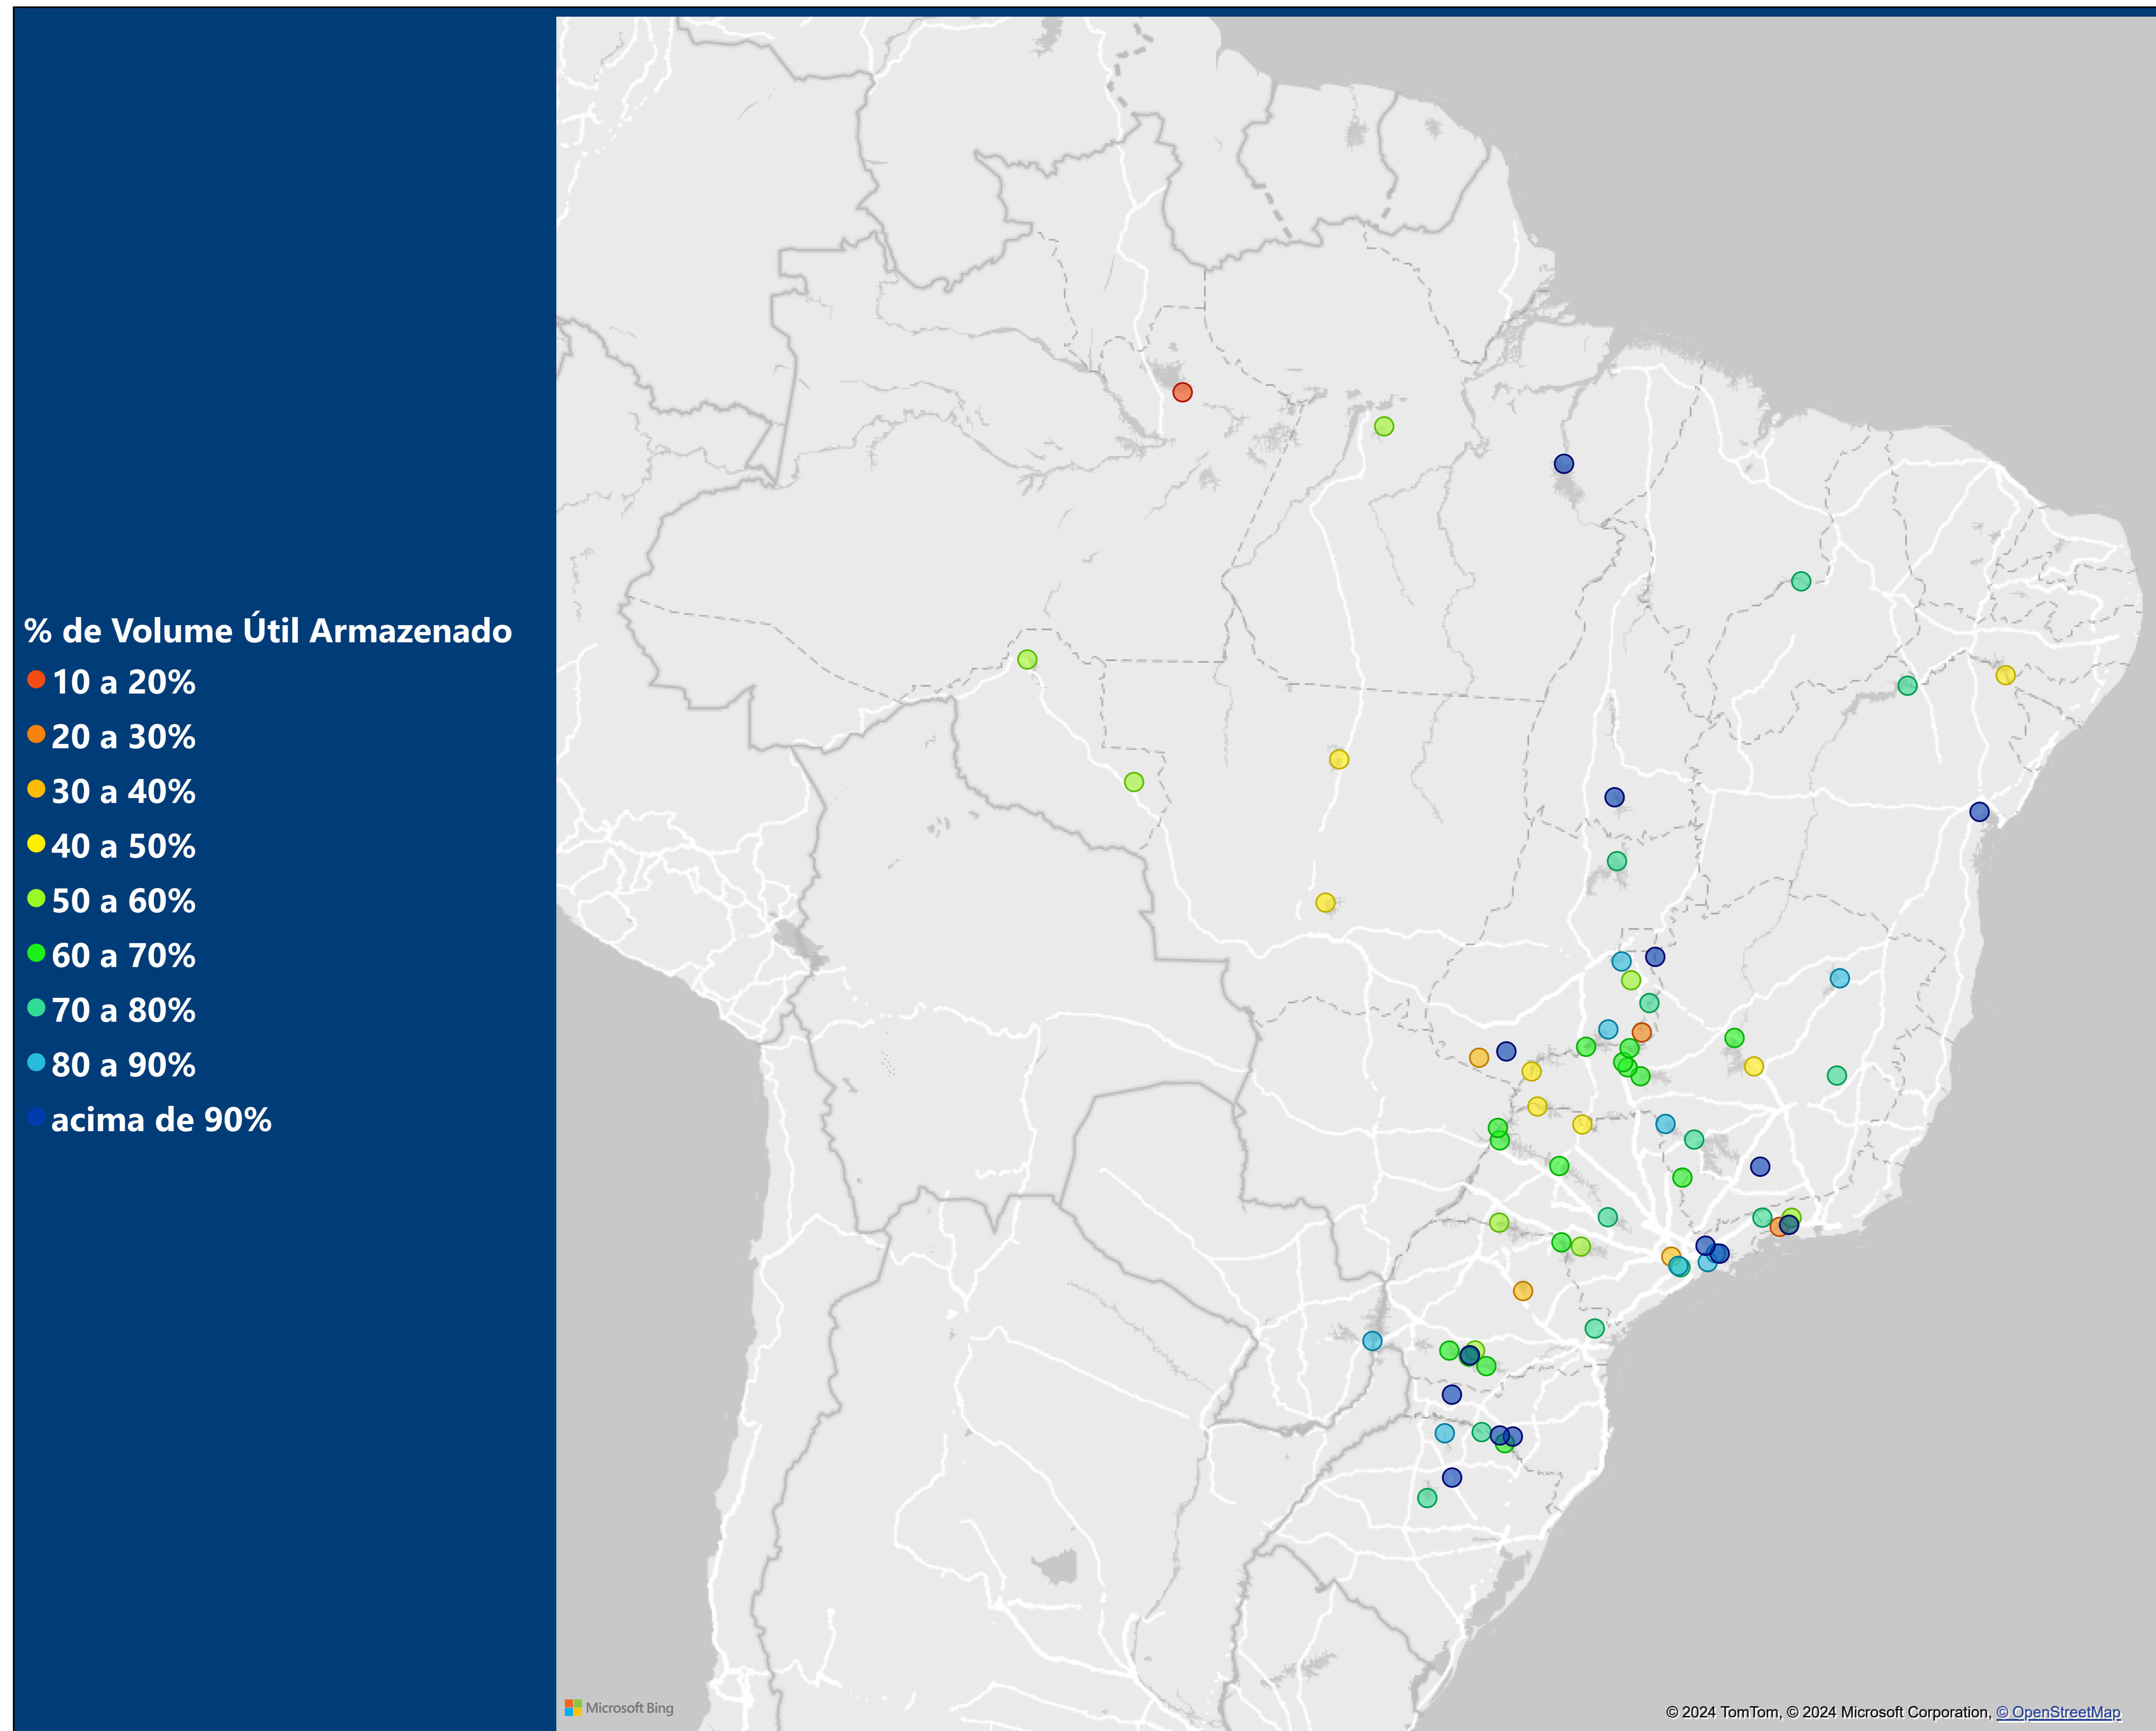 % de Volume Útil Armazenado
10 a 20%
20 a 30%
30 a 40%
40 a 50%
50 a 60%
60 a 70%
70 a 80%
80 a 90%
acima de 90%
Microsoft Bing
© 2024 TomTom, © 2024 Microsoft Corporation, © OpenStreetMap